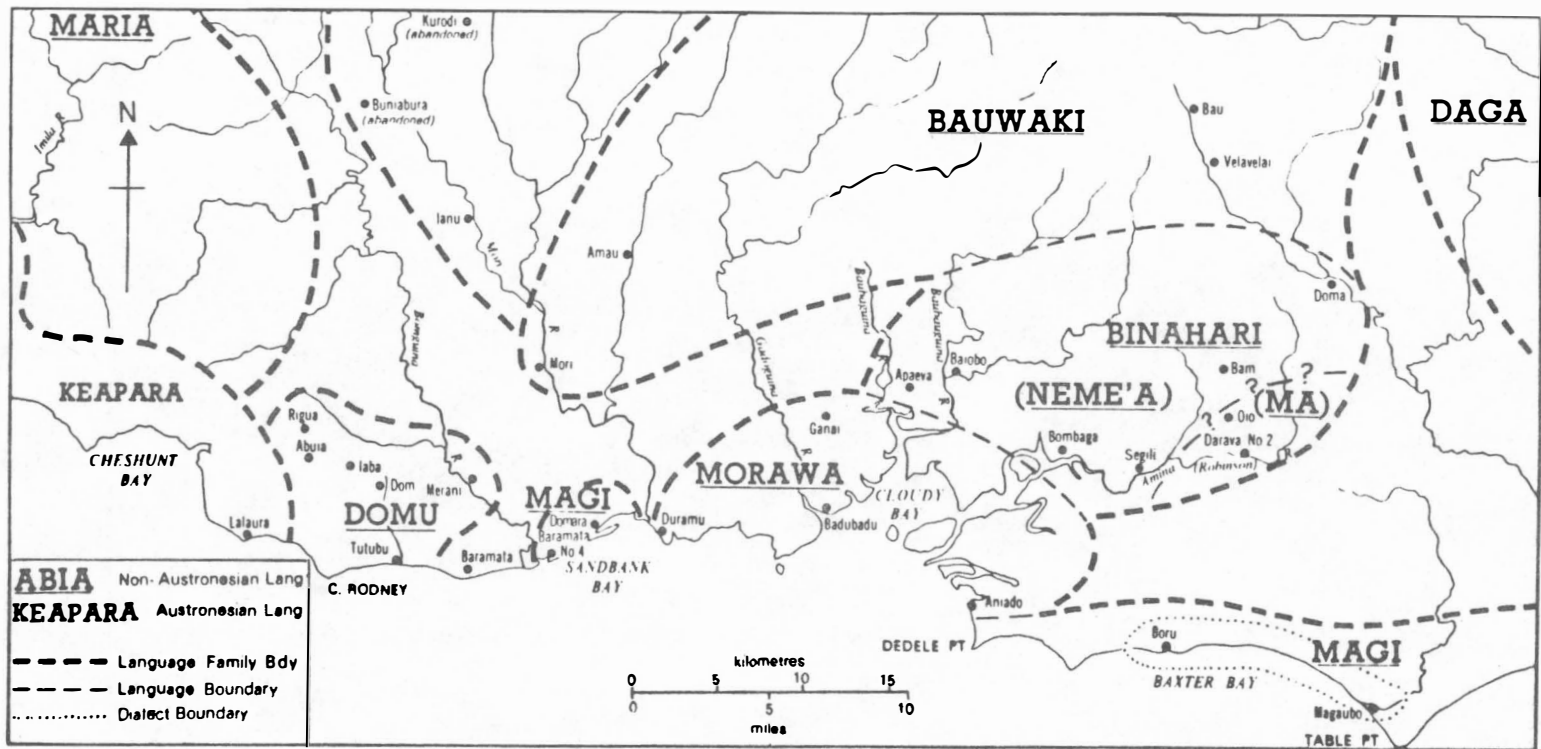 MARIA
Kurodi
(abandoned)
Buniabura
(abandoned)
N
Imila R
BAUWAKI
DAGA
Bau
Velavelai
Ianu
Mori
R
Amau
Mori
Doma
BINAHARI
(NEME'A)
(MA)
?
?
?
Bam
Oio
Darava No 2
(Robinson)
R
Amina
Segili
Bombaga
Baiobo
Apaeva
R
R
Ganai
R
MORAWA
CLOUDY
BAY
Badubadu
KEAPARA
CHESHUNT
BAY
Rigua
Abuia
Iaba
Dom
Merani
R
DOMU
Lalaura
Tutubu
Baramata
MAGI
Domara
Baramata
No 4
SANDBANK
BAY
Duramu
C. RODNEY
Aniado
DEDELE PT
Boru
MAGI
BAXTER BAY
Magaubo
TABLE PT
ABIA Non-Austronesian Lang
KEAPARA Austronesian Lang
Language Family Bdy
Language Boundary
Dialect Boundary
kilometres
0 5 10 15
0 5 10
miles